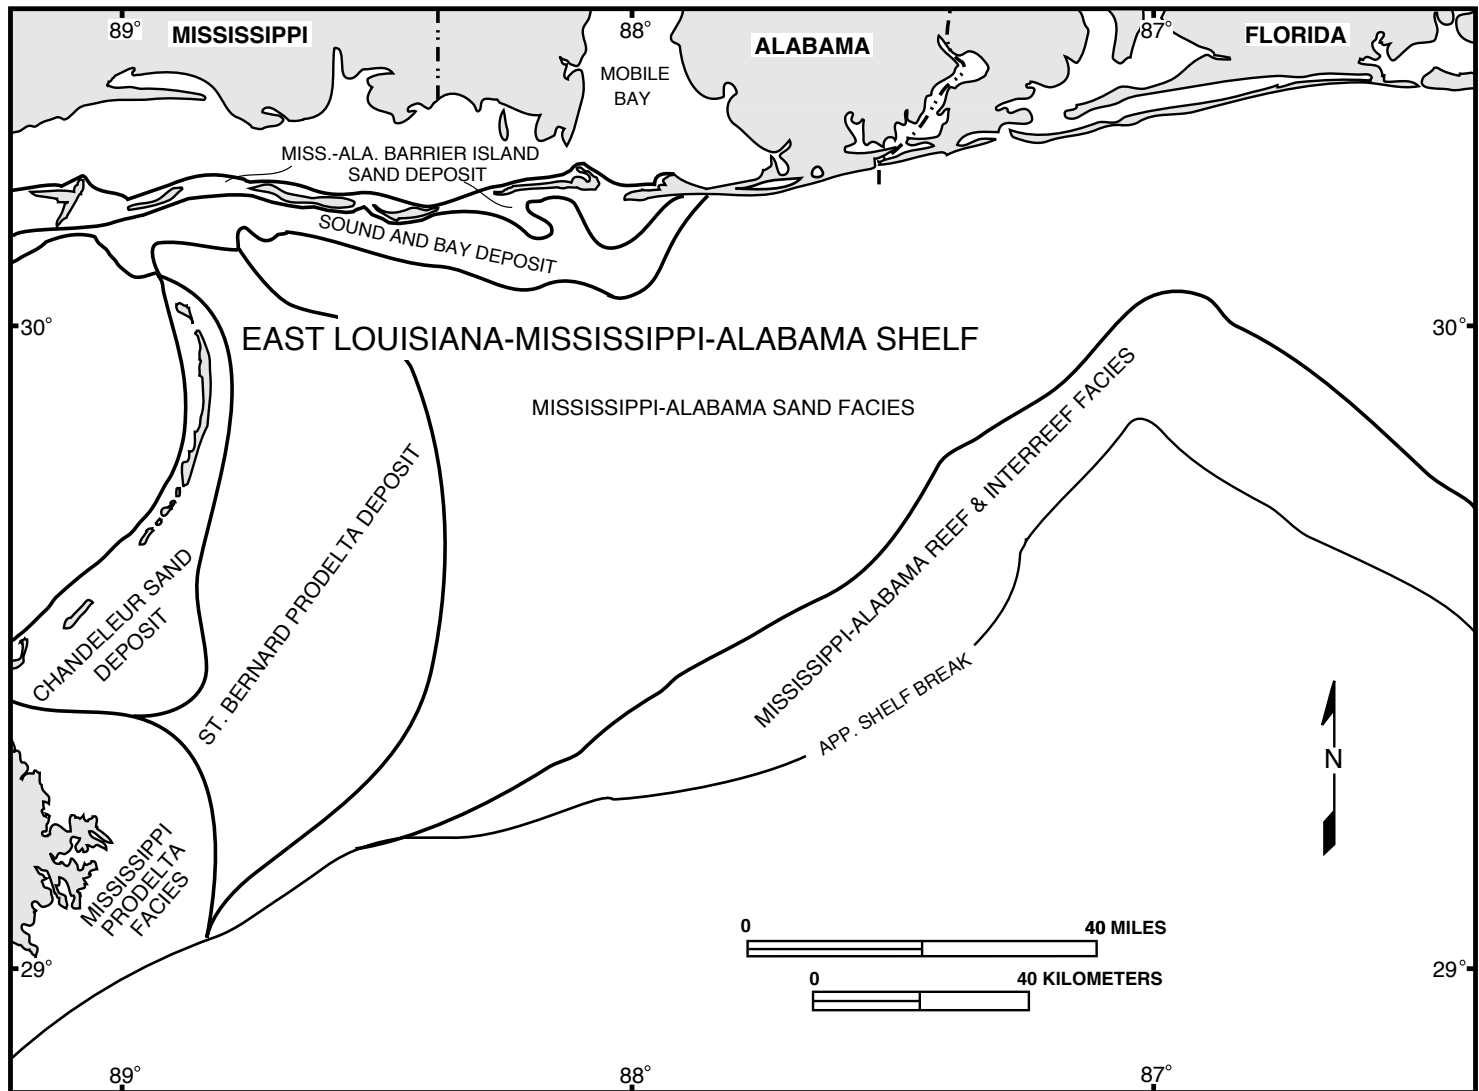 89° 88° 87°
MISSISSIPPI
ALABAMA
FLORIDA
MOBILE
BAY
MISS.-ALA. BARRIER ISLAND
SAND DEPOSIT
SOUND AND BAY DEPOSIT
30° 30°
EAST LOUISIANA-MISSISSIPPI-ALABAMA SHELF
MISSISSIPPI-ALABAMA SAND FACIES
MISSISSIPPI-ALABAMA REEF & INTERREEF FACIES
ST. BERNARD PRODELTA DEPOSIT
CHANDELEUR SAND
DEPOSIT
APP. SHELF BREAK
N
MISSISSIPPI
PRODELTA
FACIES
0 40 MILES
0 40 KILOMETERS
29° 29°
89° 88° 87°